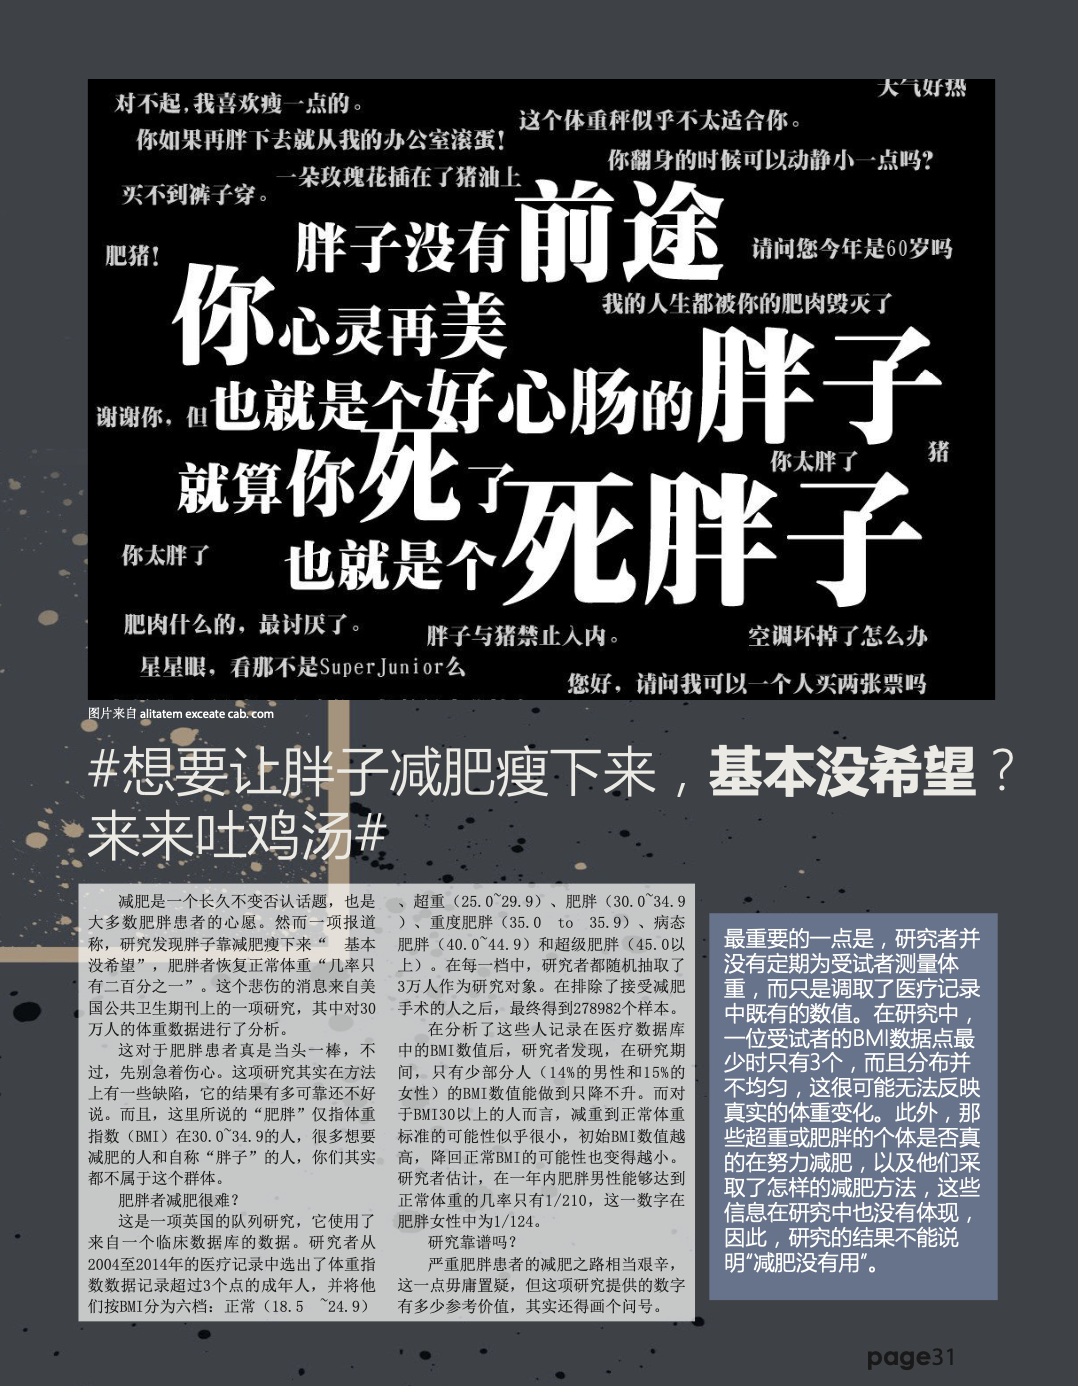 天气好热
对不起,我喜欢瘦一点的。
这个体重秤似乎不太适合你。
你如果再胖下去就从我的办公室滚蛋!
你翻身的时候可以动静小一点吗?
一朵玫瑰花插在了猪油上
买不到裤子穿。
胖子没有前途
肥猪!
请问您今年是60岁吗
你心灵再美
我的人生都被你的肥肉毁灭了
谢谢你，但也就是个好心肠的胖子
猪
你太胖了
就算你死了
也就是个死胖子
你太胖了
肥肉什么的，最讨厌了。
胖子与猪禁止入内。
空调坏掉了怎么办
星星眼，看那不是SuperJunior么
您好，请问我可以一个人买两张票吗
图片来自 alitatem exceate cab. com
#想要让胖子减肥瘦下来，基本没希望？
来来吐鸡汤#
减肥是一个长久不变否认话题，也是
大多数肥胖患者的心愿。然而一项报道
称，研究发现胖子靠减肥瘦下来“ 基本
没希望”，肥胖者恢复正常体重“几率只
有二百分之一”。这个悲伤的消息来自美
国公共卫生期刊上的一项研究，其中对30
万人的体重数据进行了分析。
这对于肥胖患者真是当头一棒，不
过，先别急着伤心。这项研究其实在方法
上有一些缺陷，它的结果有多可靠还不好
说。而且，这里所说的“肥胖”仅指体重
指数（BMI）在30.0~34.9的人，很多想要
减肥的人和自称“胖子”的人，你们其实
都不属于这个群体。
肥胖者减肥很难？
这是一项英国的队列研究，它使用了
来自一个临床数据库的数据。研究者从
2004至2014年的医疗记录中选出了体重指
数数据记录超过3个点的成年人，并将他
们按BMI分为六档：正常（18.5 ~24.9）
、超重（25.0~29.9）、肥胖（30.0~34.9
）、重度肥胖（35.0 to 35.9）、病态
肥胖（40.0~44.9）和超级肥胖（45.0以
上）。在每一档中，研究者都随机抽取了
3万人作为研究对象。在排除了接受减肥
手术的人之后，最终得到278982个样本。
在分析了这些人记录在医疗数据库
中的BMI数值后，研究者发现，在研究期
间，只有少部分人（14%的男性和15%的
女性）的BMI数值能做到只降不升。而对
于BMI30以上的人而言，减重到正常体重
标准的可能性似乎很小，初始BMI数值越
高，降回正常BMI的可能性也变得越小。
研究者估计，在一年内肥胖男性能够达到
正常体重的几率只有1/210，这一数字在
肥胖女性中为1/124。
研究靠谱吗？
严重肥胖患者的减肥之路相当艰辛，
这一点毋庸置疑，但这项研究提供的数字
有多少参考价值，其实还得画个问号。
最重要的一点是，研究者并
没有定期为受试者测量体
重，而只是调取了医疗记录
中既有的数值。在研究中，
一位受试者的BMI数据点最
少时只有3个，而且分布并
不均匀，这很可能无法反映
真实的体重变化。此外，那
些超重或肥胖的个体是否真
的在努力减肥，以及他们采
取了怎样的减肥方法，这些
信息在研究中也没有体现，
因此，研究的结果不能说
明“减肥没有用”。
page31